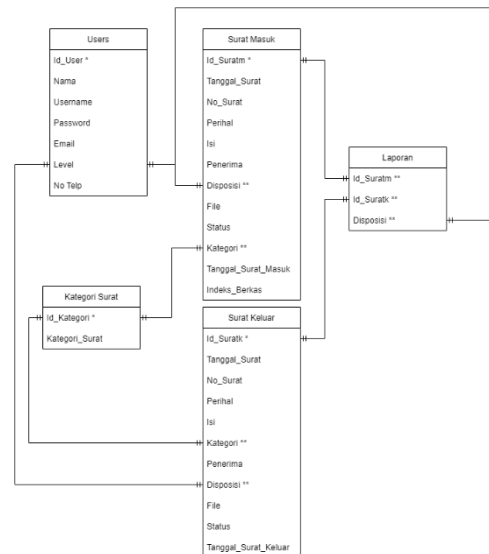 Users
Id_User *
Nama
Username
Password
Email
Level
No Telp
Surat Masuk
Id_Suratm *
Tanggal_Surat
No_Surat
Perihal
Isi
Penerima
Disposisi **
File
Status
Kategori **
Tanggal_Surat_Masuk
Indeks_Berkas
Laporan
Id_Suratm **
Id_Suratk **
Disposisi **
Kategori Surat
Id_Kategori *
Kategori_Surat
Surat Keluar
Id_Suratk *
Tanggal_Surat
No_Surat
Perihal
Isi
Kategori **
Penerima
Disposisi **
File
Status
Tanggal_Surat_Keluar